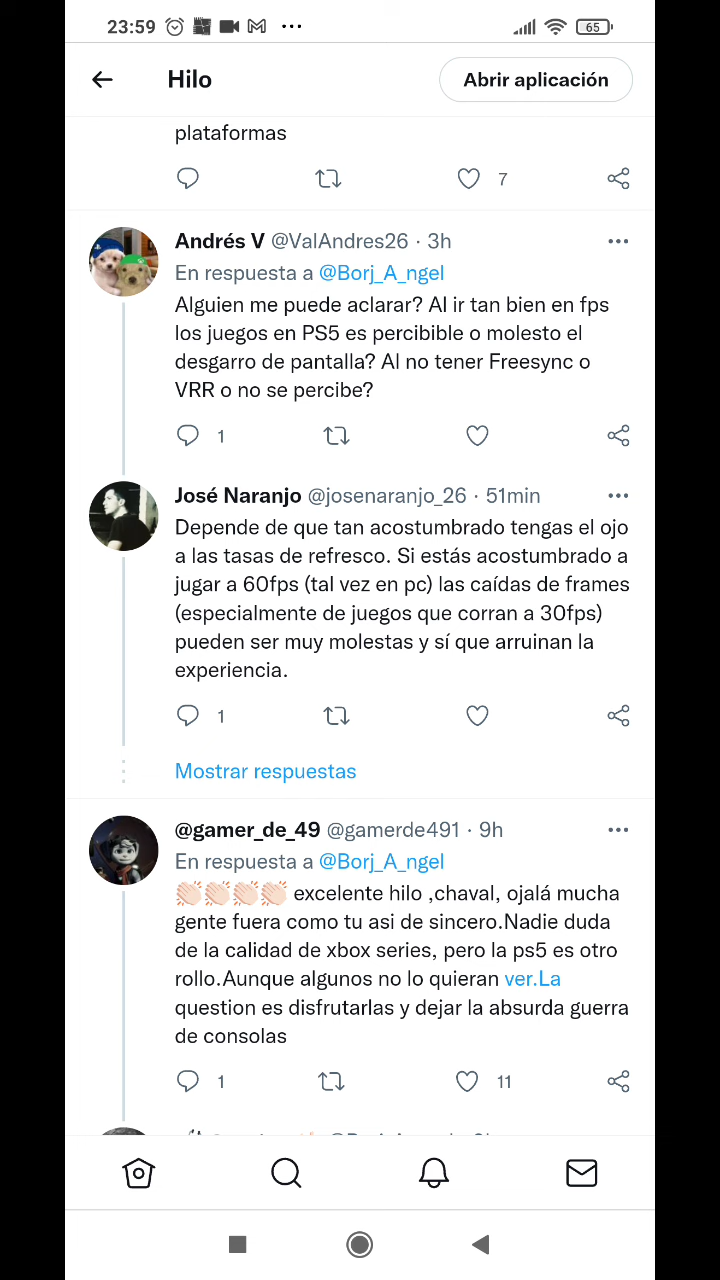 23:59
65
Hilo
Abrir aplicación
plataformas
7
Andrés V @ValAndres26 · 3h
En respuesta a @Borj_A_ngel
Alguien me puede aclarar? Al ir tan bien en fps
los juegos en PS5 es percibible o molesto el
desgarro de pantalla? Al no tener Freesync o
VRR o no se percibe?
1
José Naranjo @josenaranjo_26 · 51min
Depende de que tan acostumbrado tengas el ojo
a las tasas de refresco. Si estás acostumbrado a
jugar a 60fps (tal vez en pc) las caídas de frames
(especialmente de juegos que corran a 30fps)
pueden ser muy molestas y sí que arruinan la
experiencia.
1
Mostrar respuestas
@gamer_de_49 @gamerde491 · 9h
En respuesta a @Borj_A_ngel
👏🏻👏🏻👏🏻👏🏻 excelente hilo ,chaval, ojalá mucha
gente fuera como tu asi de sincero.Nadie duda
de la calidad de xbox series, pero la ps5 es otro
rollo.Aunque algunos no lo quieran ver.La
question es disfrutarlas y dejar la absurda guerra
de consolas
1
11